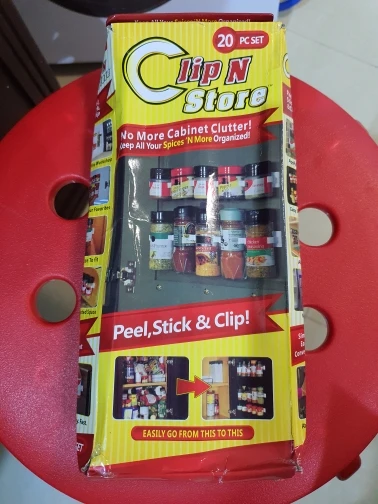 20 PC SET
Clip N
Store
No More Cabinet Clutter!
Keep All Your Spices 'N More Organized!
Peel, Stick & Clip!
EASILY GO FROM THIS TO THIS